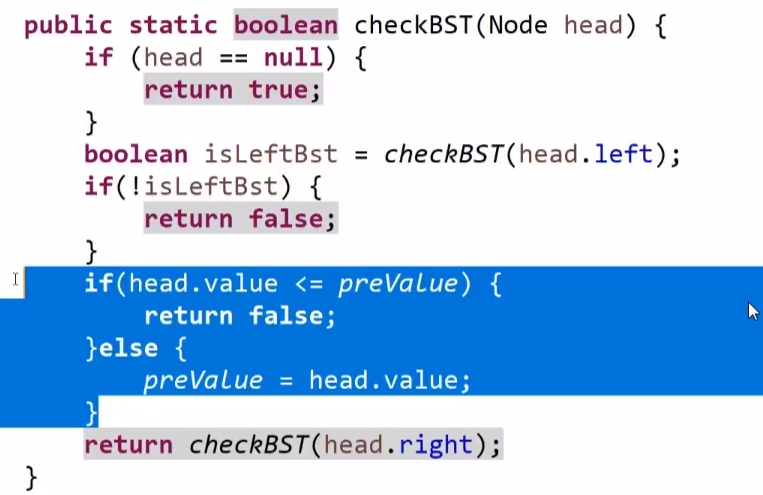 public static boolean checkBST(Node head) {
    if (head == null) {
        return true;
    }
    boolean isLeftBst = checkBST(head.left);
    if(!isLeftBst) {
        return false;
    }
    if(head.value <= preValue) {
        return false;
    }else {
        preValue = head.value;
    }
    return checkBST(head.right);
}